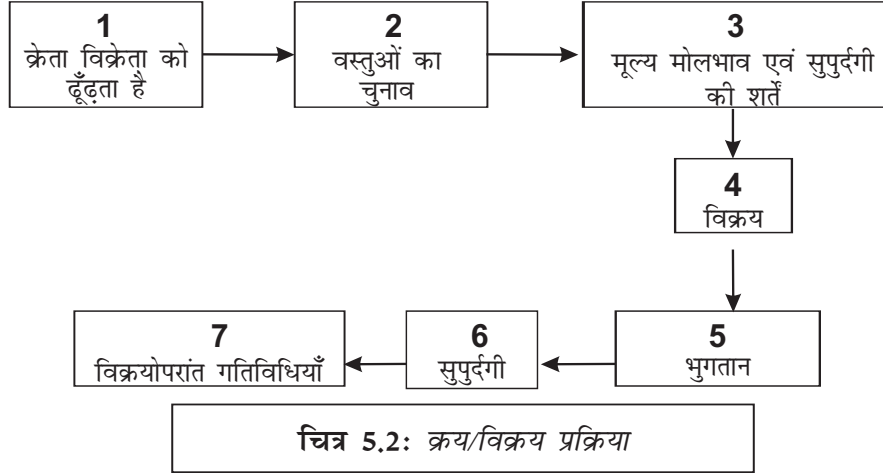 1
क्रेता विक्रेता को
ढूँढ़ता है
2
वस्तुओं का
चुनाव
3
मूल्य मोलभाव एवं सुपुर्दगी
की शर्तें
4
विक्रय
5
भुगतान
6
सुपुर्दगी
7
विक्रयोपरांत गतिविधियाँ
चित्र 5.2: क्रय/विक्रय प्रक्रिया